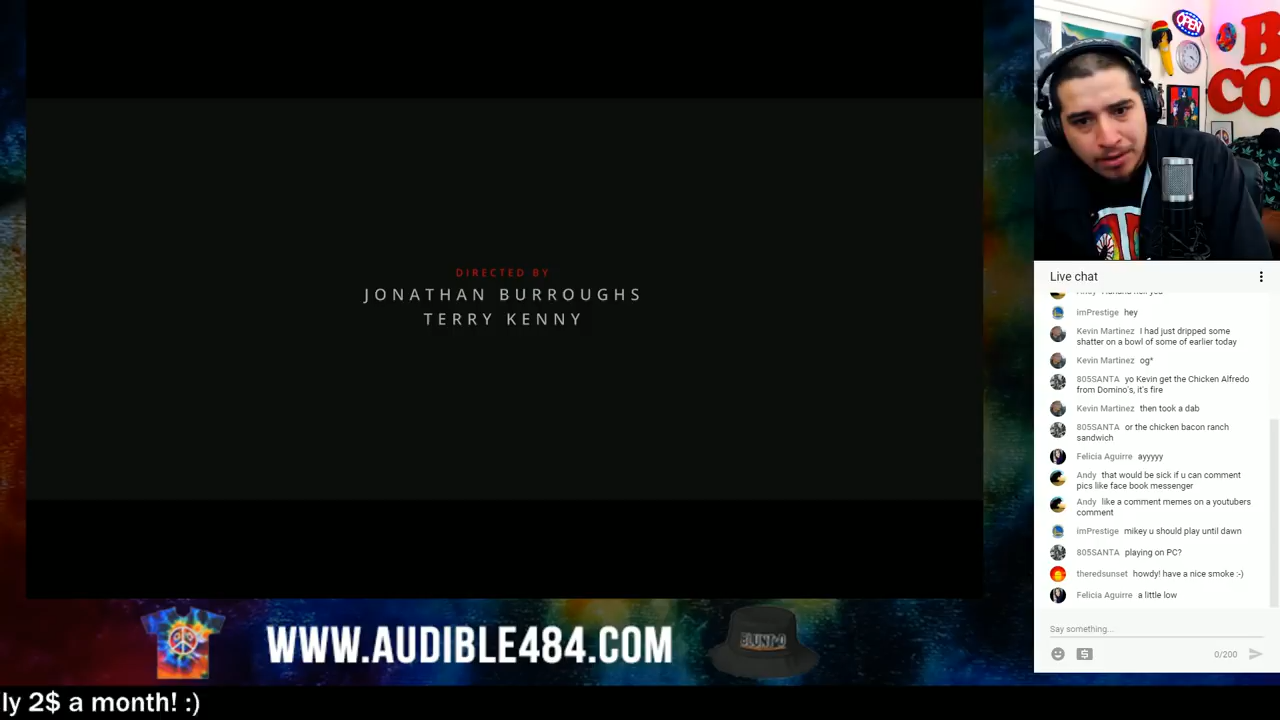 DIRECTED BY
JONATHAN BURROUGHS
TERRY KENNY
OPEN
B
CO
Live chat
imPrestige hey
Kevin Martinez I had just dripped some
shatter on a bowl of some of earlier today
Kevin Martinez og*
805SANTA yo Kevin get the Chicken Alfredo
from Domino's, it's fire
Kevin Martinez then took a dab
805SANTA or the chicken bacon ranch
sandwich
Felicia Aguirre ayyyyy
Andy that would be sick if u can comment
pics like face book messenger
Andy like a comment memes on a youtubers
comment
imPrestige mikey u should play until dawn
805SANTA playing on PC?
theredsunset howdy! have a nice smoke :-)
Felicia Aguirre a little low
Say something...
0/200
WWW.AUDIBLE484.COM
ly 2$ a month! :)